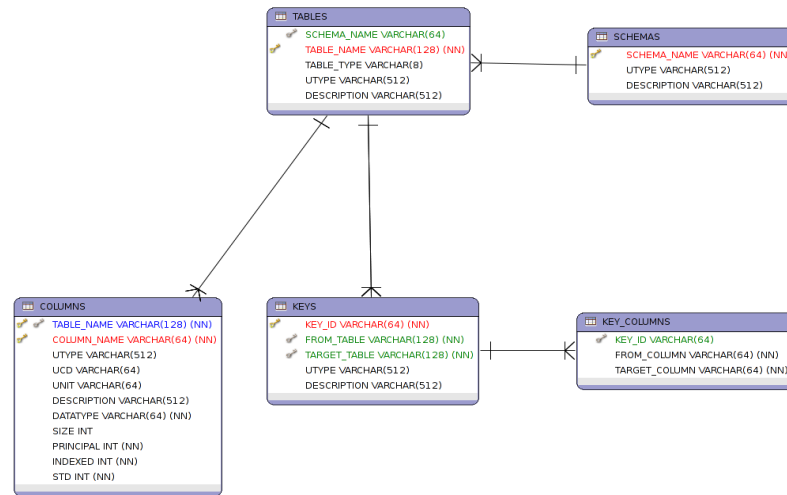 TABLES
SCHEMA_NAME VARCHAR(64)
TABLE_NAME VARCHAR(128) (NN)
TABLE_TYPE VARCHAR(8)
UTYPE VARCHAR(512)
DESCRIPTION VARCHAR(512)
SCHEMAS
SCHEMA_NAME VARCHAR(64) (NN
UTYPE VARCHAR(512)
DESCRIPTION VARCHAR(512)
COLUMNS
TABLE_NAME VARCHAR(128) (NN)
COLUMN_NAME VARCHAR(64) (NN)
UTYPE VARCHAR(512)
UCD VARCHAR(64)
UNIT VARCHAR(64)
DESCRIPTION VARCHAR(512)
DATATYPE VARCHAR(64) (NN)
SIZE INT
PRINCIPAL INT (NN)
INDEXED INT (NN)
STD INT (NN)
KEYS
KEY_ID VARCHAR(64) (NN)
FROM_TABLE VARCHAR(128) (NN)
TARGET_TABLE VARCHAR(128) (NN)
UTYPE VARCHAR(512)
DESCRIPTION VARCHAR(512)
KEY_COLUMNS
KEY_ID VARCHAR(64)
FROM_COLUMN VARCHAR(64) (NN)
TARGET_COLUMN VARCHAR(64) (NN)